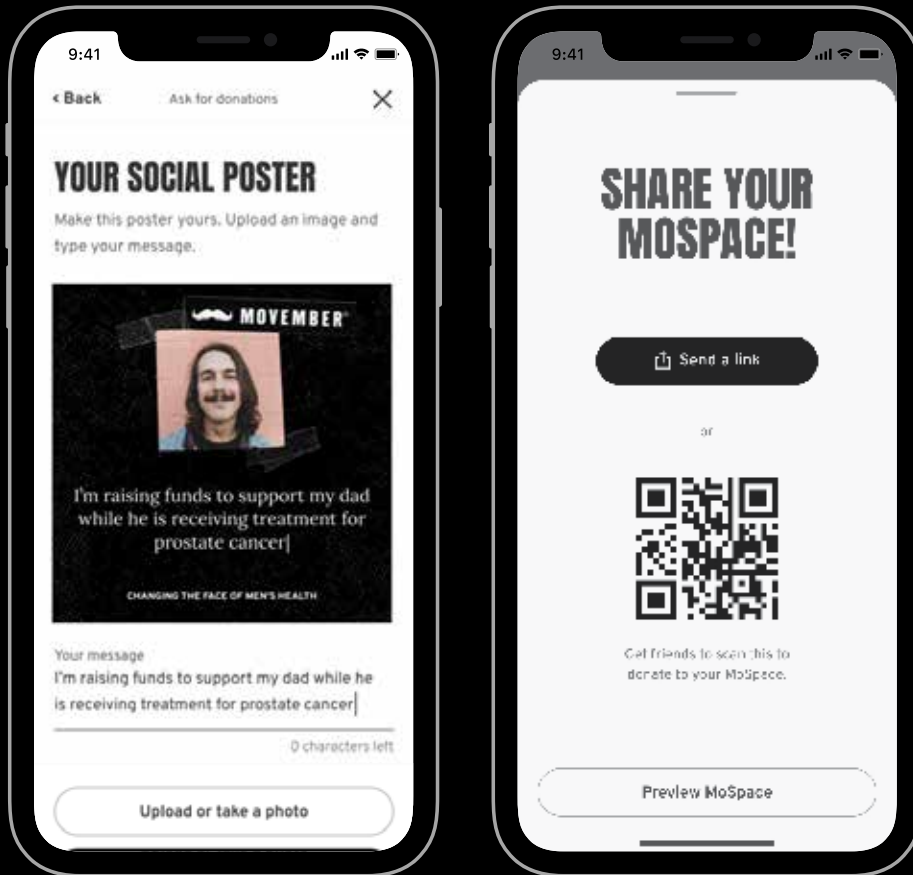 9:41
< Back
Ask for donations
YOUR SOCIAL POSTER
Make this poster yours. Upload an image and
type your message.
MOVEMBER®
I'm raising funds to support my dad
while he is receiving treatment for
prostate cancer|
CHANGING THE FACE OF MEN'S HEALTH
Your message
I'm raising funds to support my dad while he
is receiving treatment for prostate cancer|
0 characters left
Upload or take a photo
9:41
SHARE YOUR
MOSPACE!
Send a link
or
Get friends to scan this to
donate to your MoSpace.
Preview MoSpace